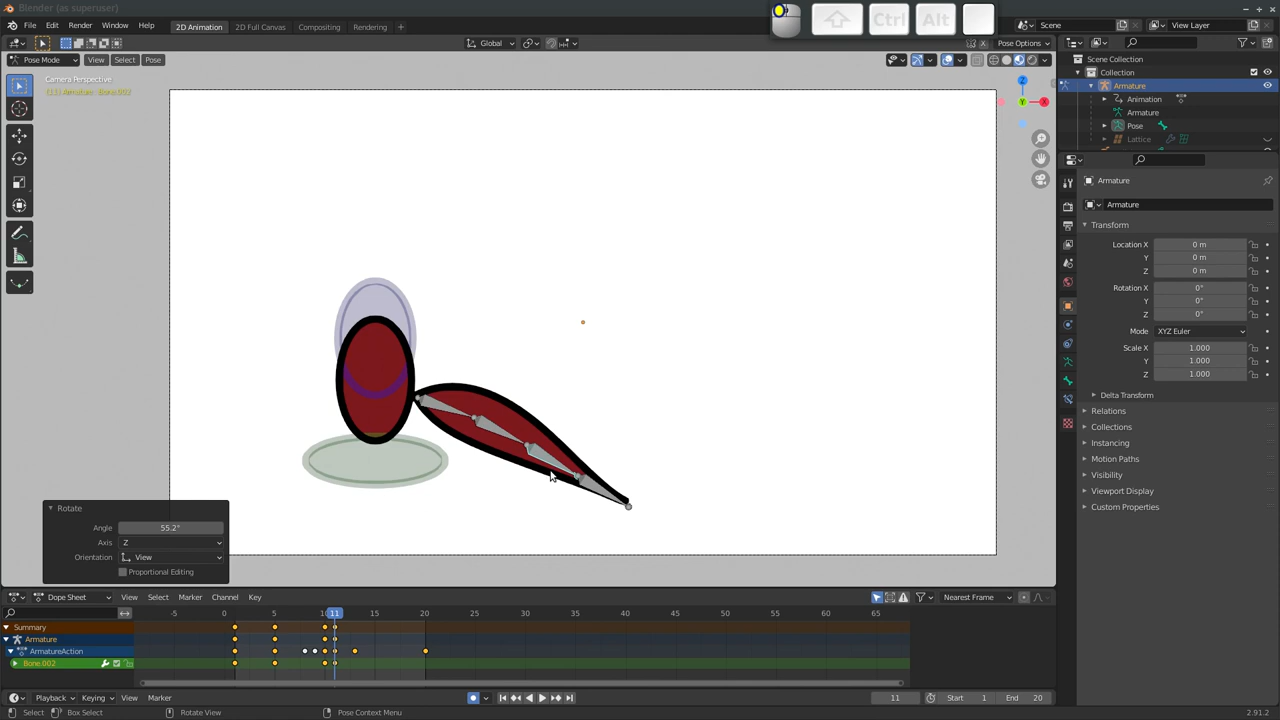 Blender (as superuser)
File Edit Render Window Help 2D Animation 2D Full Canvas Compositing Rendering + Scene View Layer
Ctrl Alt
Global Pose Options
Pose Mode View Select Pose
Camera Perspective
(11) Armature : Bone.002
Z
Y X
Scene Collection
Collection
Armature
Animation
Armature
Pose
Lattice
Armature
Armature
Transform
Location X 0 m
Y 0 m
Z 0 m
Rotation X 0°
Y 0°
Z 0°
Mode XYZ Euler
Scale X 1.000
Y 1.000
Z 1.000
Delta Transform
Relations
Collections
Instancing
Motion Paths
Visibility
Viewport Display
Custom Properties
Rotate
Angle 55.2°
Axis Z
Orientation View
Proportional Editing
Dope Sheet View Select Marker Channel Key Nearest Frame
-5 0 5 10 11 15 20 25 30 35 40 45 50 55 60 65
Summary
Armature
ArmatureAction
Bone.002
Playback Keying View Marker 11 Start 1 End 20
Select Box Select Rotate View Pose Context Menu 2.91.2